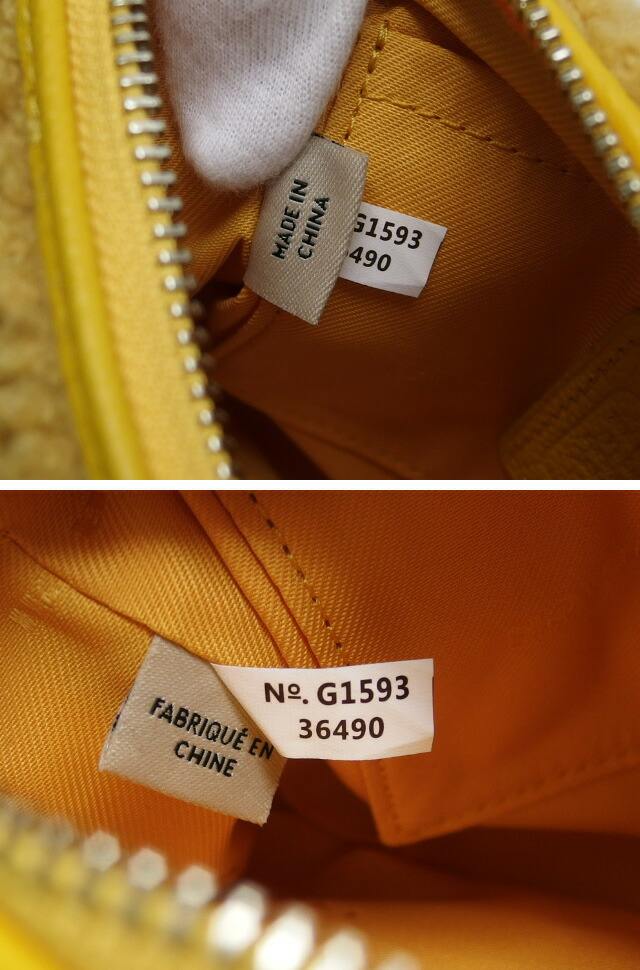 MADE IN
CHINA
G1593
490
Nº. G1593
36490
FABRIQUÉ EN
CHINE